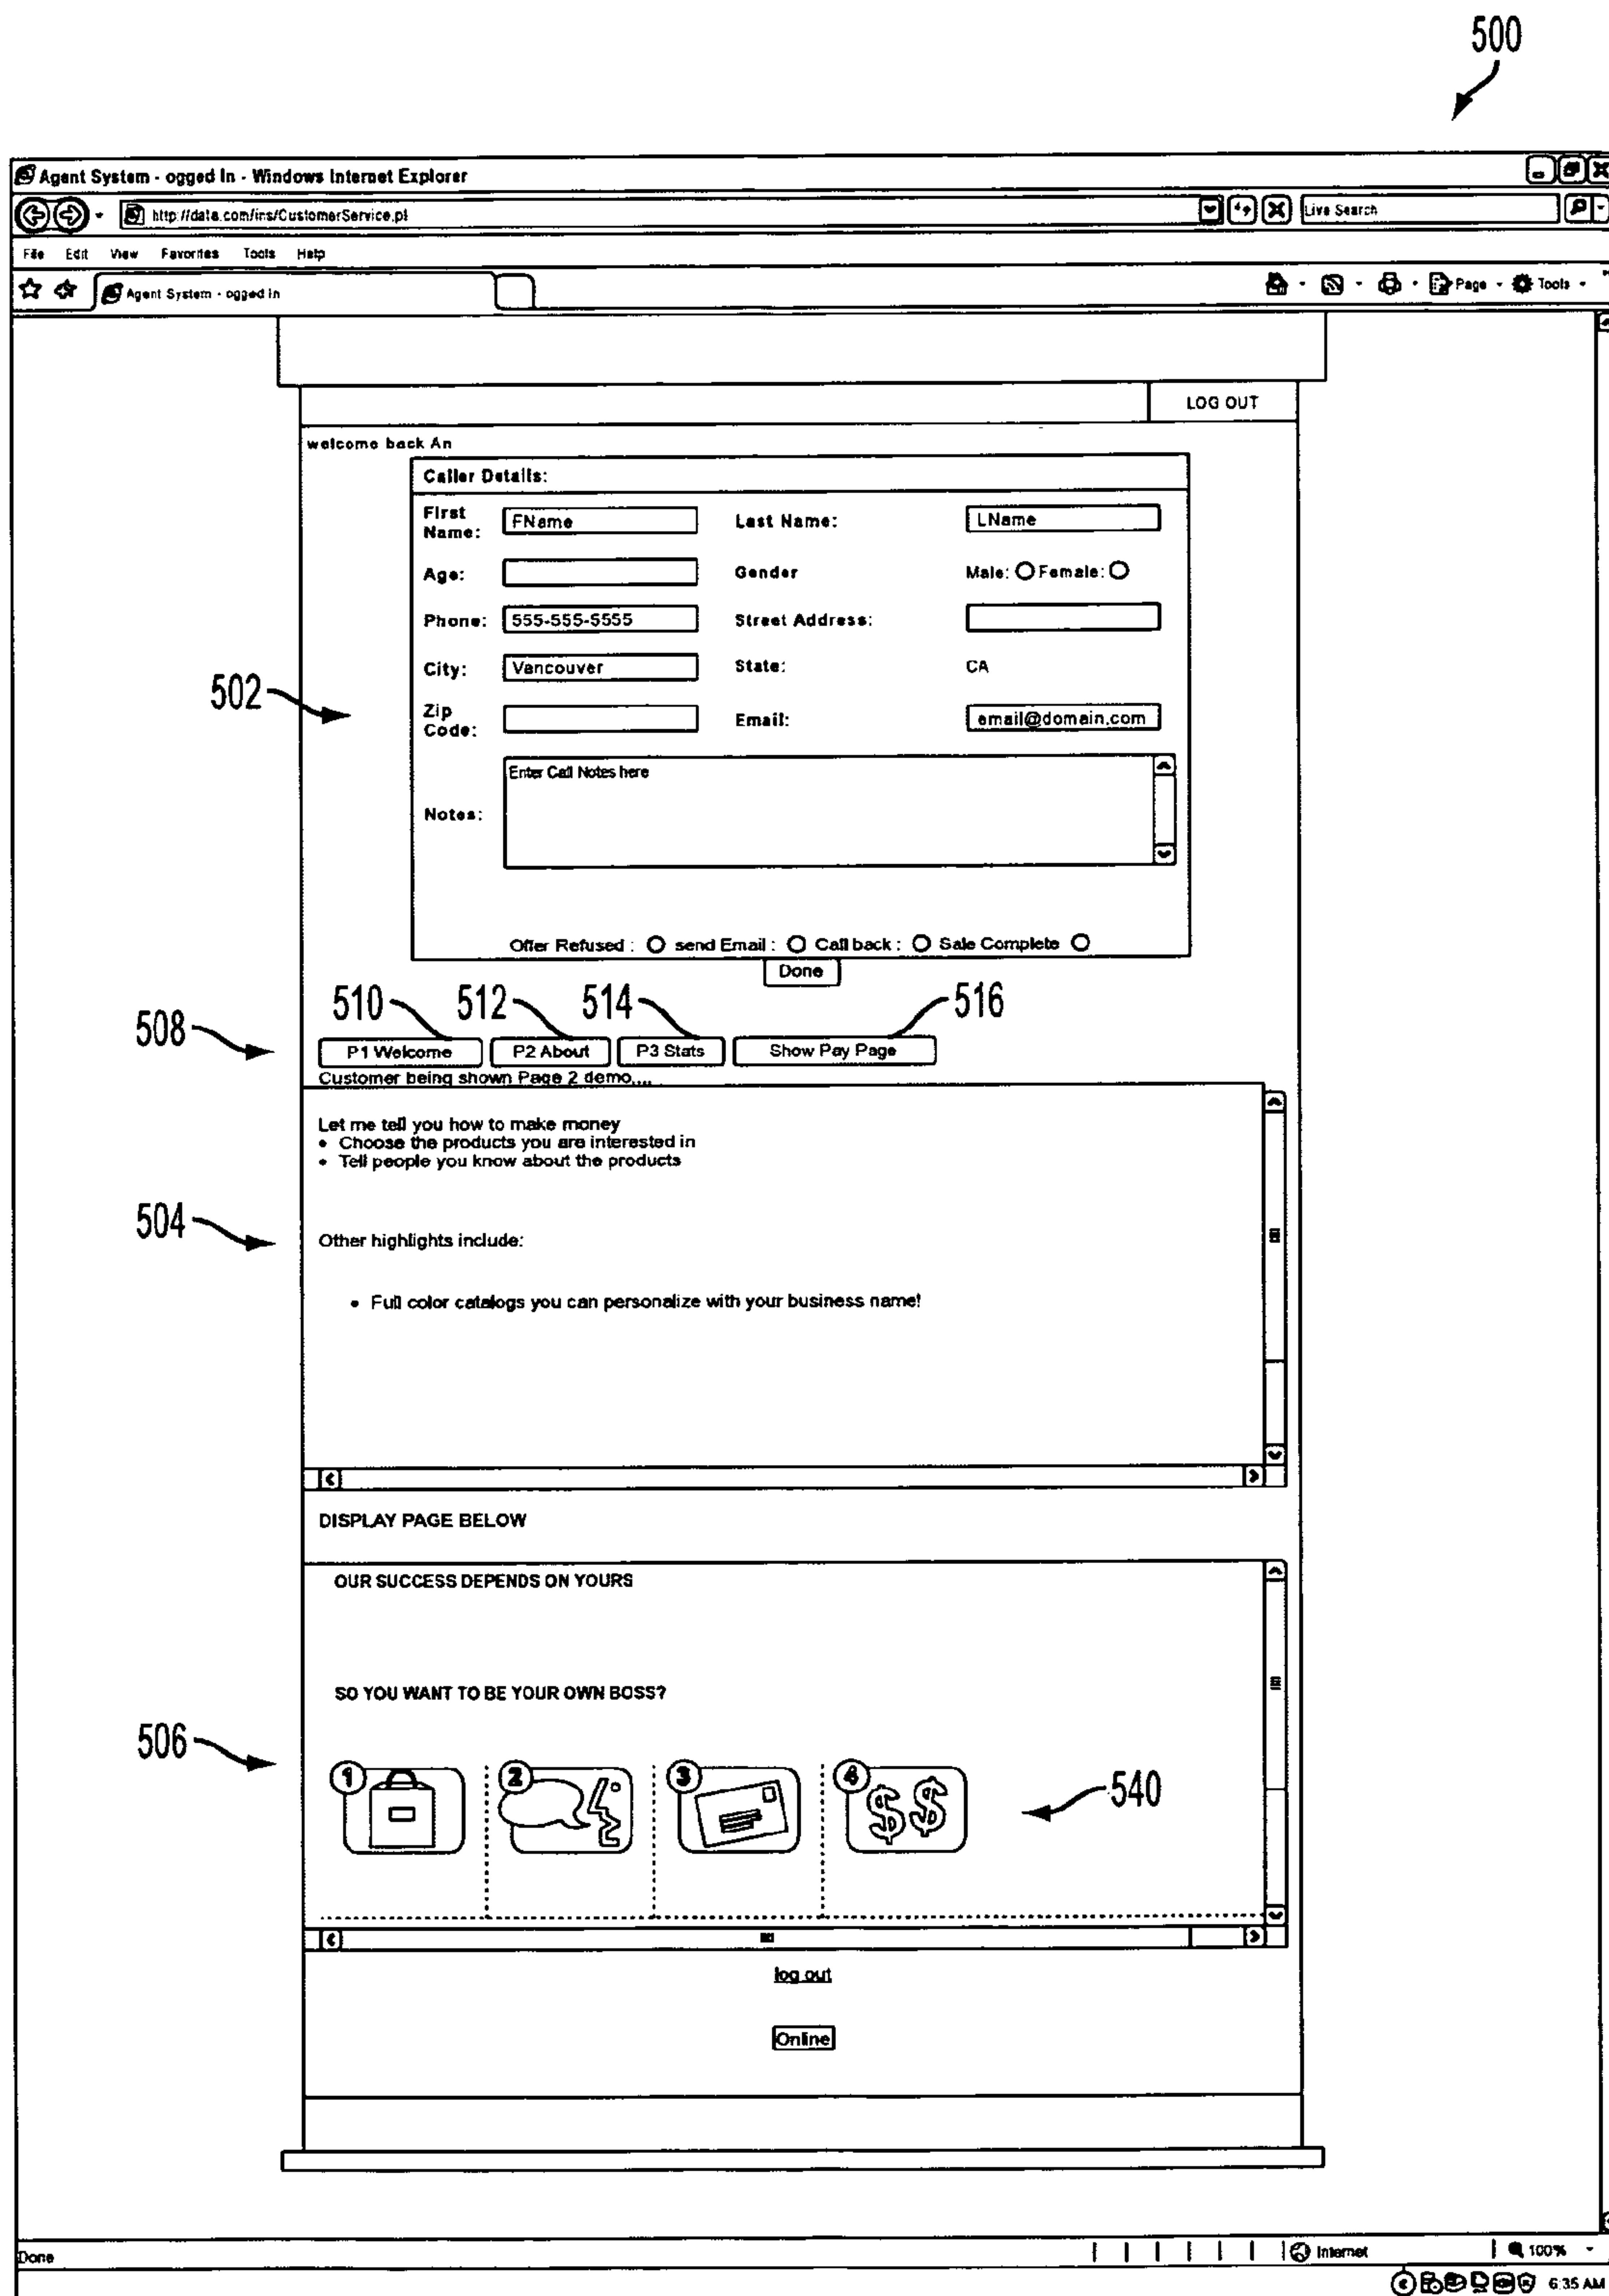 500
Agent System - ogged In - Windows Internet Explorer
http://data.com/ins/CustomerService.pl
Live Search
File Edit View Favorites Tools Help
Agent System - ogged In
Page Tools
LOG OUT
welcome back An
Caller Details:
First Name: FName Last Name: LName
Age: Gender Male: Female:
Phone: 555-555-5555 Street Address:
City: Vancouver State: CA
502
Zip Code: Email: email@domain.com
Enter Call Notes here
Notes:
Offer Refused : send Email : Call back : Sale Complete
Done
510 512 514 516
508
P1 Welcome P2 About P3 Stats Show Pay Page
Customer being shown Page 2 demo....
Let me tell you how to make money
• Choose the products you are interested in
• Tell people you know about the products
504
Other highlights include:
• Full color catalogs you can personalize with your business name!
DISPLAY PAGE BELOW
OUR SUCCESS DEPENDS ON YOURS
SO YOU WANT TO BE YOUR OWN BOSS?
506
1 2 3 4
$$
540
log out
Online
Done
Internet
100%
6:35 AM